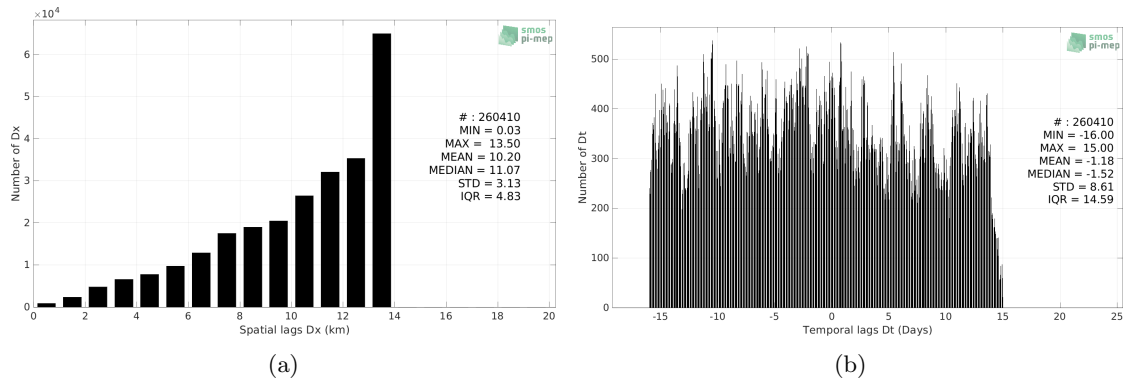 ×10⁴
6
5
4
3
2
1
0
Number of Dx
0 2 4 6 8 10 12 14 16 18 20
Spatial lags Dx (km)
smos
pi-mep
# : 260410
MIN = 0.03
MAX = 13.50
MEAN = 10.20
MEDIAN = 11.07
STD = 3.13
IQR = 4.83
(a)
500
400
300
200
100
0
Number of Dt
-15 -10 -5 0 5 10 15 20 25
Temporal lags Dt (Days)
smos
pi-mep
# : 260410
MIN = -16.00
MAX = 15.00
MEAN = -1.18
MEDIAN = -1.52
STD = 8.61
IQR = 14.59
(b)